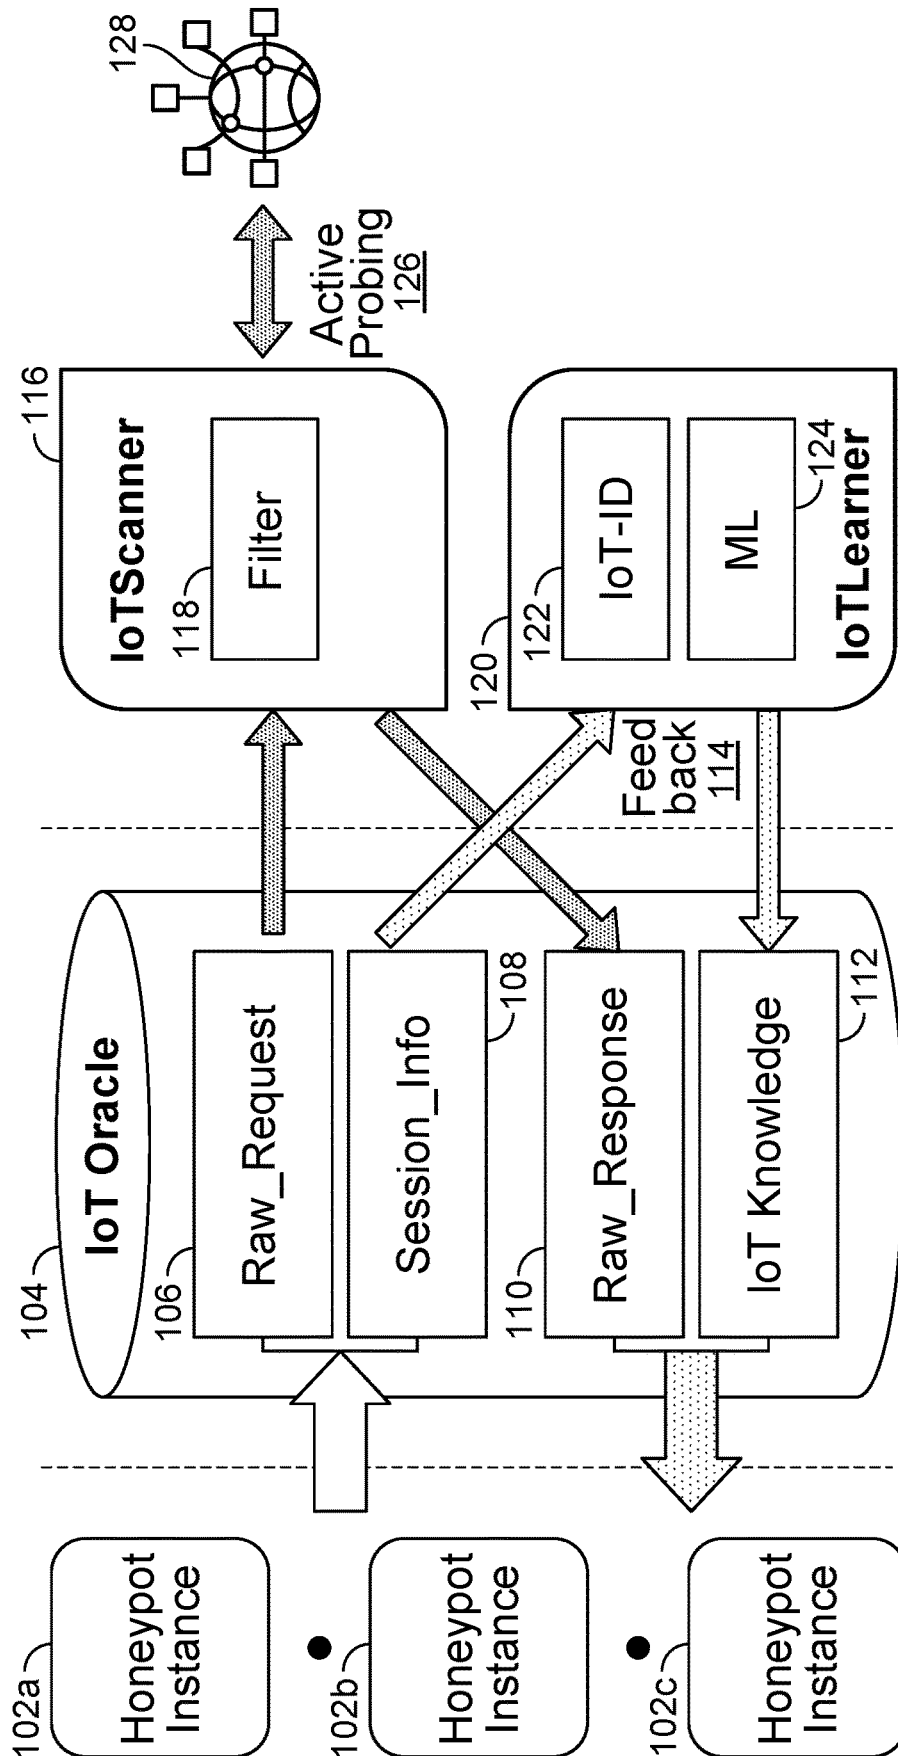 102a
Honeypot
Instance
102b
Honeypot
Instance
102c
Honeypot
Instance
104
IoT Oracle
106
Raw_Request
Session_Info
108
110
Raw_Response
IoT Knowledge
112
116
IoTScanner
118
Filter
Feed
back
114
120
122
IoT-ID
ML
124
IoTLearner
Active
Probing
126
128